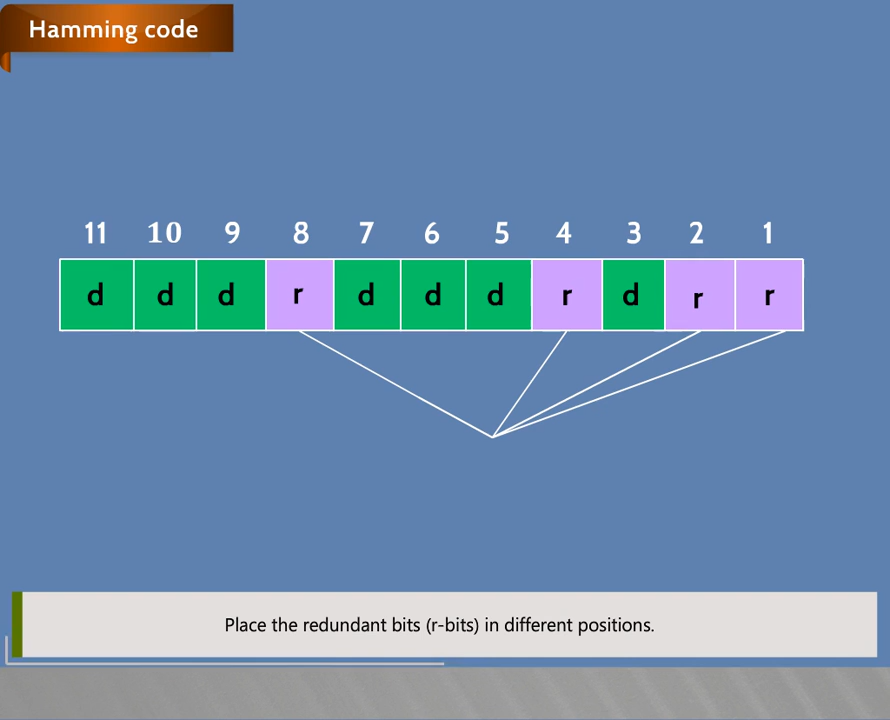 Hamming code
11 10 9 8 7 6 5 4 3 2 1
d d d r d d d r d r r
Place the redundant bits (r-bits) in different positions.